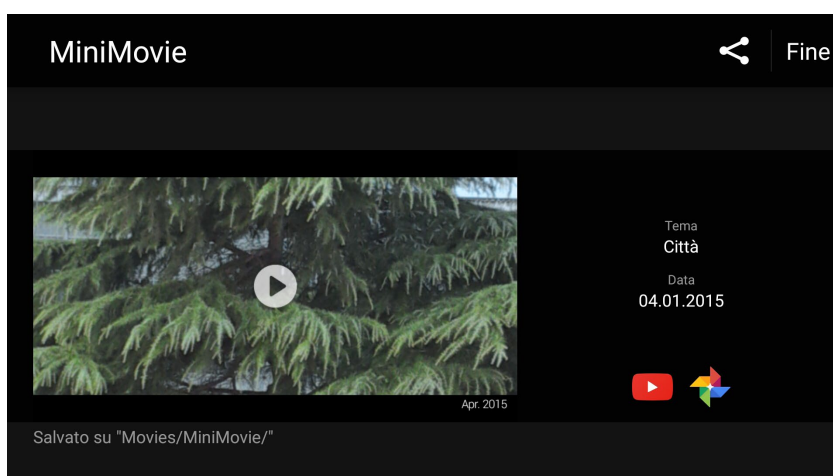 MiniMovie
Fine
Tema
Città
Data
04.01.2015
Apr. 2015
Salvato su "Movies/MiniMovie/"